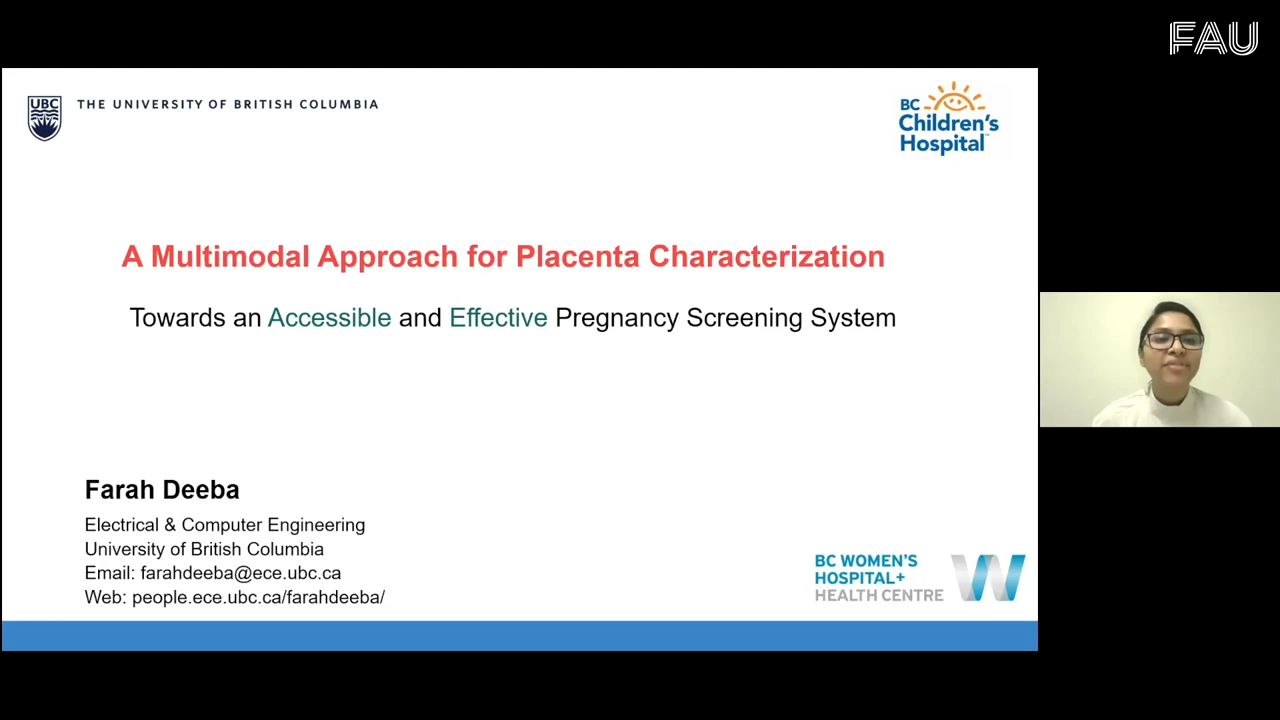 FAU
UBC
THE UNIVERSITY OF BRITISH COLUMBIA
BC
Children's
Hospital™
A Multimodal Approach for Placenta Characterization
Towards an Accessible and Effective Pregnancy Screening System
Farah Deeba
Electrical & Computer Engineering
University of British Columbia
Email: farahdeeba@ece.ubc.ca
Web: people.ece.ubc.ca/farahdeeba/
BC WOMEN'S
HOSPITAL+
HEALTH CENTRE